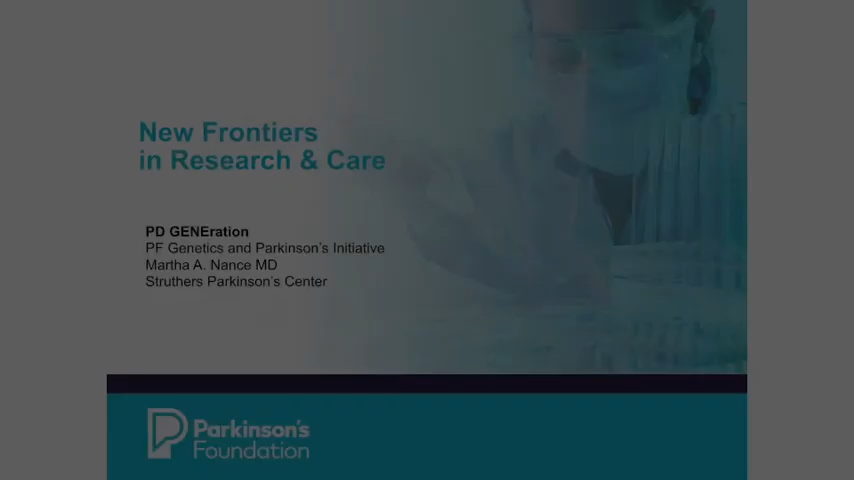 New Frontiers
in Research & Care
PD GENEration
PF Genetics and Parkinson's Initiative
Martha A. Nance MD
Struthers Parkinson's Center
Parkinson's
Foundation